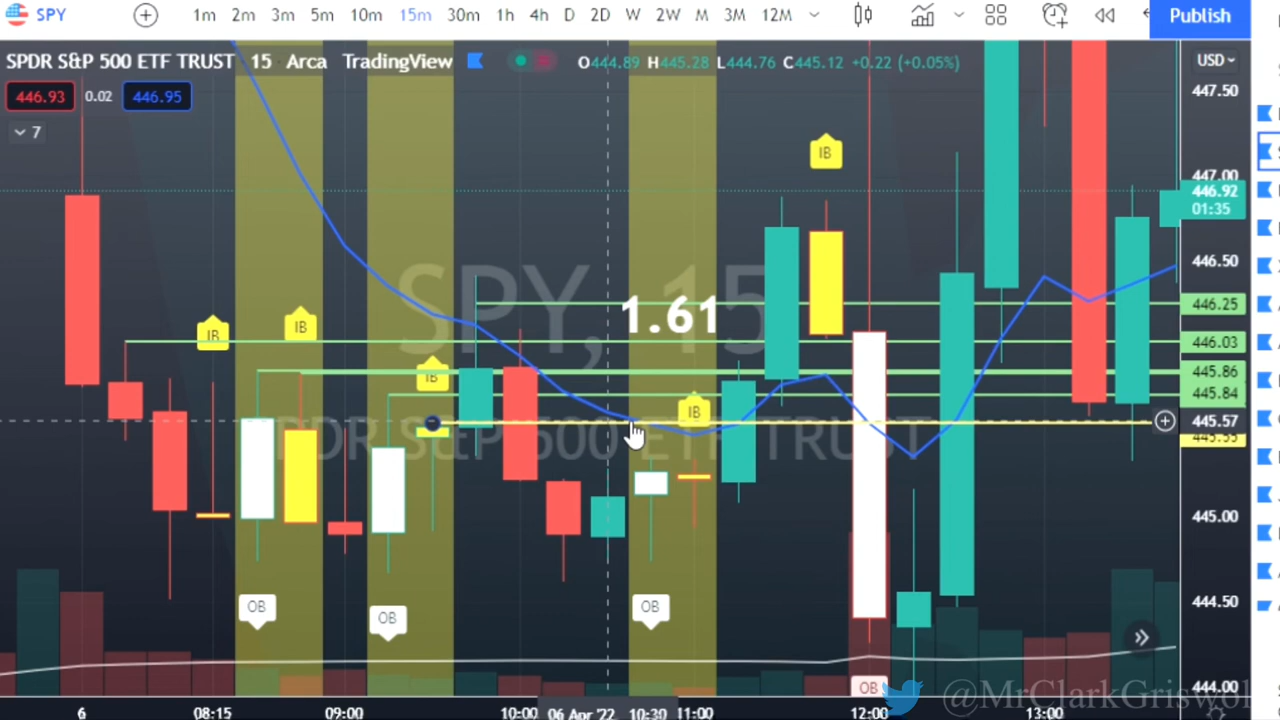 SPY
1m 2m 3m 5m 10m 15m 30m 1h 4h D 2D W 2W M 3M 12M
Publish
SPDR S&P 500 ETF TRUST 15 Arca TradingView O444.89 H445.28 L444.76 C445.12 +0.22 (+0.05%)
USD
446.93 0.02 446.95
447.50
7
IB
447.00
446.92
01:35
446.50
SPY, 15
1.61
446.25
IB
IB
446.03
IB
445.86
445.84
IB
445.57
445.55
SPDR S&P 500 ETF TRUST
445.00
444.50
OB
OB
OB
OB
444.00
@MrClarkGriswol
6 08:15 09:00 10:00 06 Apr '22 10:30 11:00 12:00 13:00